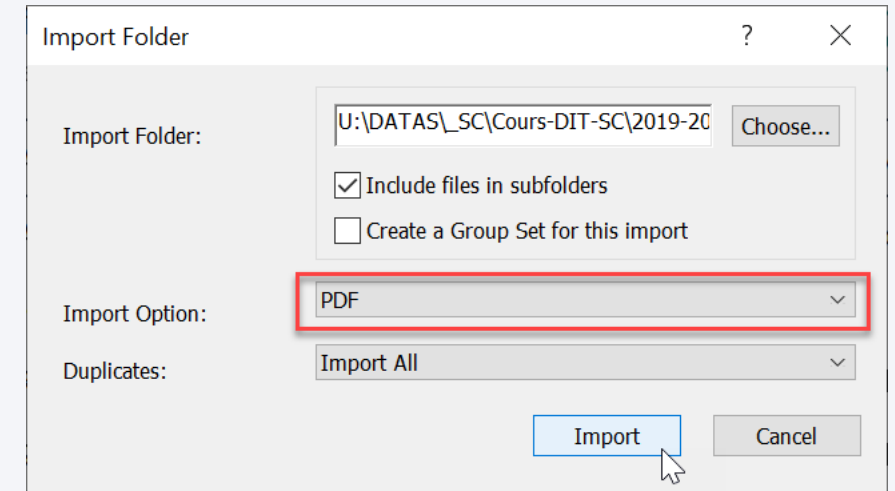 Import Folder
?
Import Folder:
U:\DATAS\_SC\Cours-DIT-SC\2019-20
Choose...
Include files in subfolders
Create a Group Set for this import
Import Option:
PDF
Duplicates:
Import All
Import
Cancel